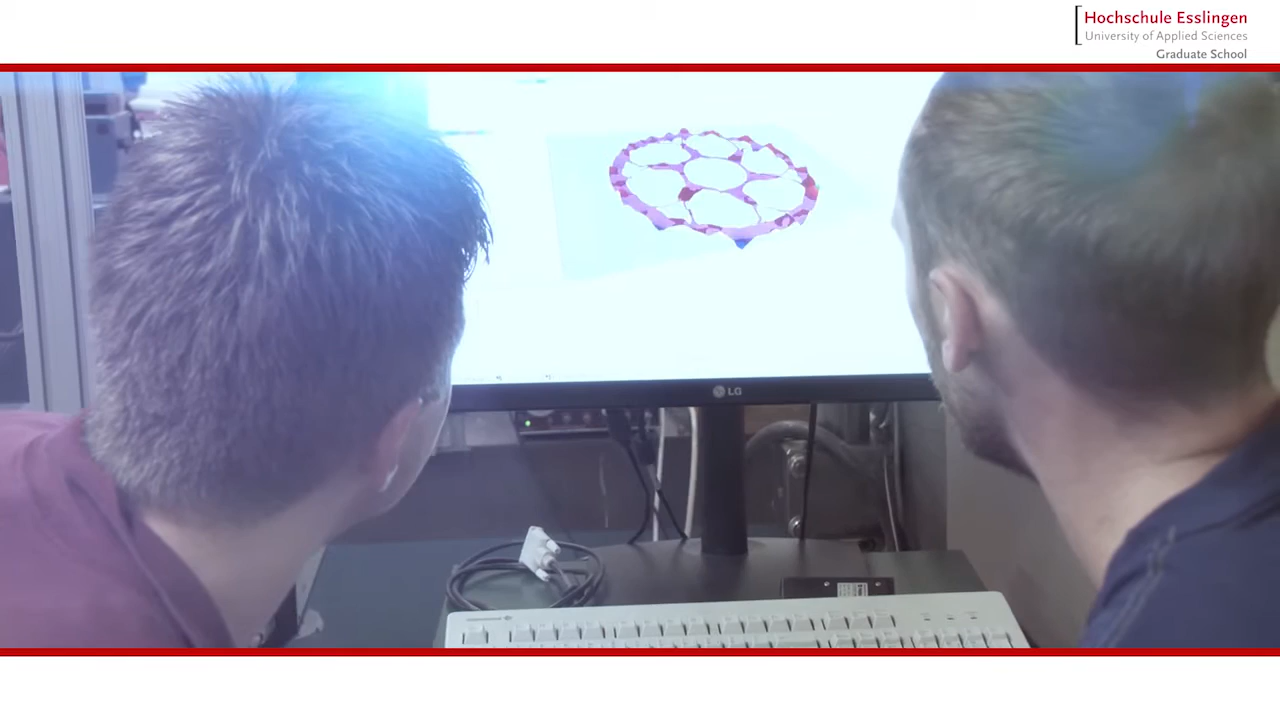 Hochschule Esslingen
University of Applied Sciences
Graduate School
LG